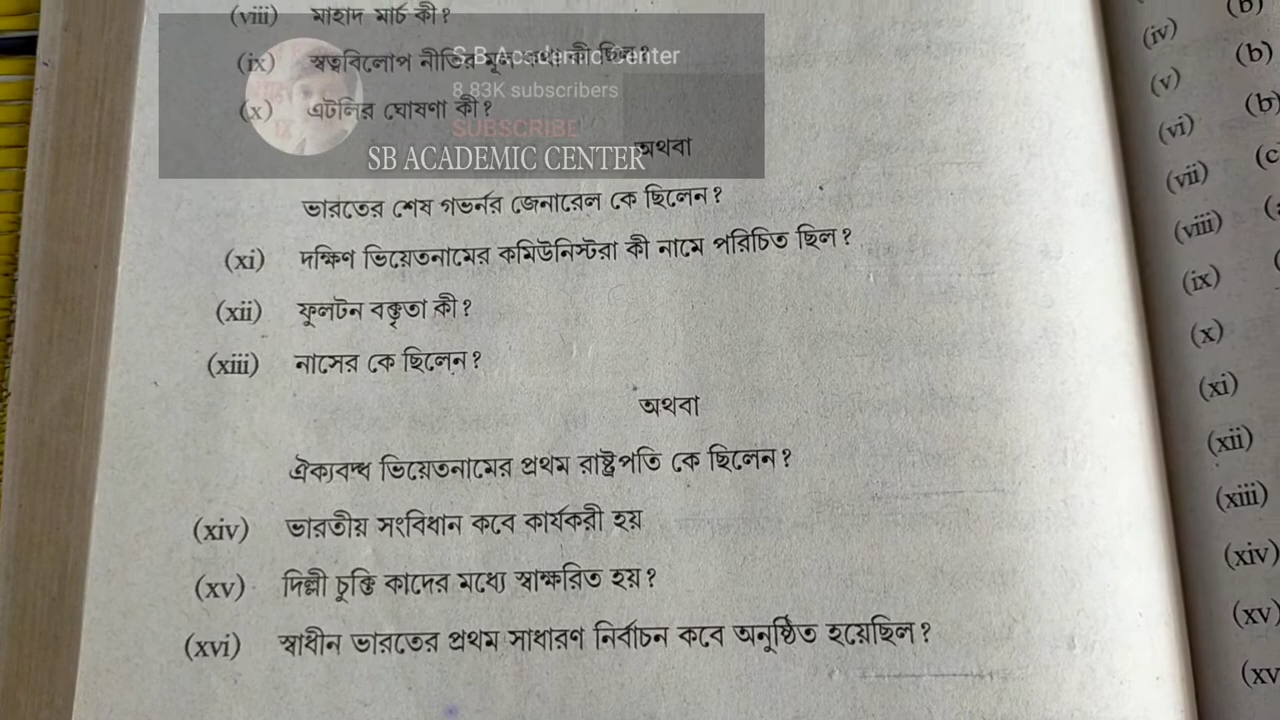 (viii) মাহাদ মার্চ কী?
(ix) স্বত্ববিলোপ নীতির মূল কথা কী ছিল?
S B Academic Center
8.83K subscribers
(x) এটলির ঘোষণা কী?
SUBSCRIBE
SB ACADEMIC CENTER
অথবা
ভারতের শেষ গভর্নর জেনারেল কে ছিলেন?
(xi) দক্ষিণ ভিয়েতনামের কমিউনিস্টরা কী নামে পরিচিত ছিল?
(xii) ফুলটন বক্তৃতা কী?
(xiii) নাসের কে ছিলেন?
অথবা
ঐক্যবদ্ধ ভিয়েতনামের প্রথম রাষ্ট্রপতি কে ছিলেন?
(xiv) ভারতীয় সংবিধান কবে কার্যকরী হয়
(xv) দিল্লী চুক্তি কাদের মধ্যে স্বাক্ষরিত হয়?
(xvi) স্বাধীন ভারতের প্রথম সাধারণ নির্বাচন কবে অনুষ্ঠিত হয়েছিল?
(b)
(iv) (b)
(v) (b)
(vi) (c
(vii)
(viii)
(ix)
(x)
(xi)
(xii)
(xiii)
(xiv)
(xv)
(xv